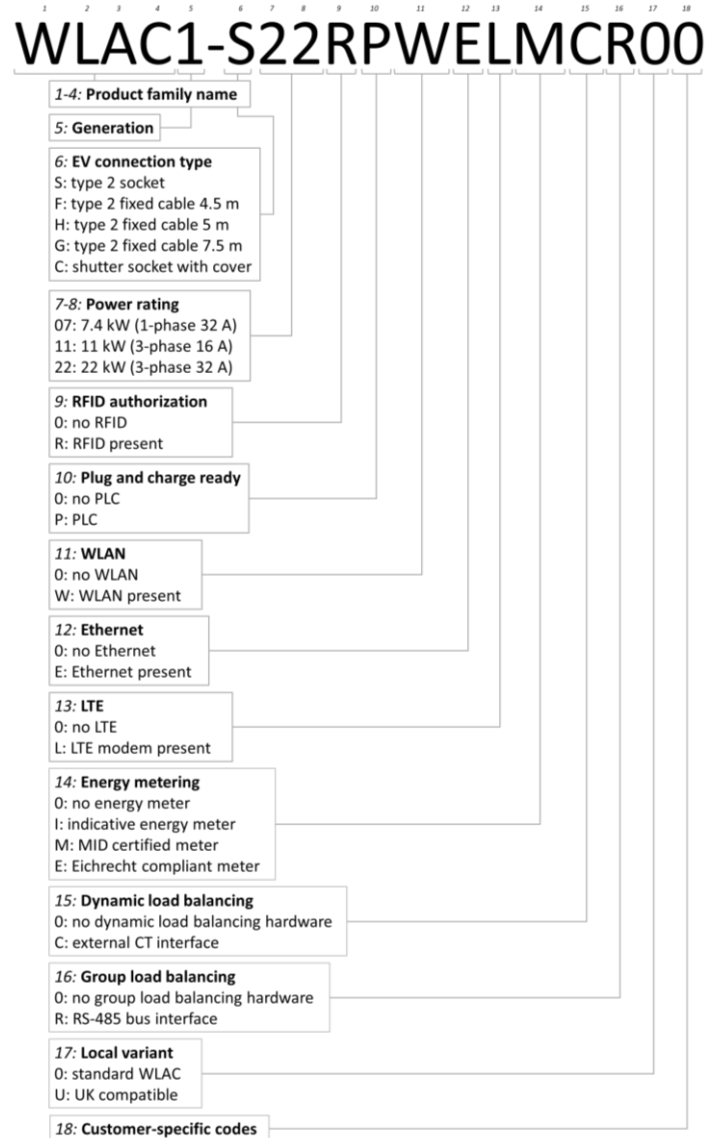 1 2 3 4 5 6 7 8 9 10 11 12 13 14 15 16 17 18
WLAC1-S22RPWELMCR00
1-4: Product family name
5: Generation
6: EV connection type
S: type 2 socket
F: type 2 fixed cable 4.5 m
H: type 2 fixed cable 5 m
G: type 2 fixed cable 7.5 m
C: shutter socket with cover
7-8: Power rating
07: 7.4 kW (1-phase 32 A)
11: 11 kW (3-phase 16 A)
22: 22 kW (3-phase 32 A)
9: RFID authorization
0: no RFID
R: RFID present
10: Plug and charge ready
0: no PLC
P: PLC
11: WLAN
0: no WLAN
W: WLAN present
12: Ethernet
0: no Ethernet
E: Ethernet present
13: LTE
0: no LTE
L: LTE modem present
14: Energy metering
0: no energy meter
I: indicative energy meter
M: MID certified meter
E: Eichrecht compliant meter
15: Dynamic load balancing
0: no dynamic load balancing hardware
C: external CT interface
16: Group load balancing
0: no group load balancing hardware
R: RS-485 bus interface
17: Local variant
0: standard WLAC
U: UK compatible
18: Customer-specific codes